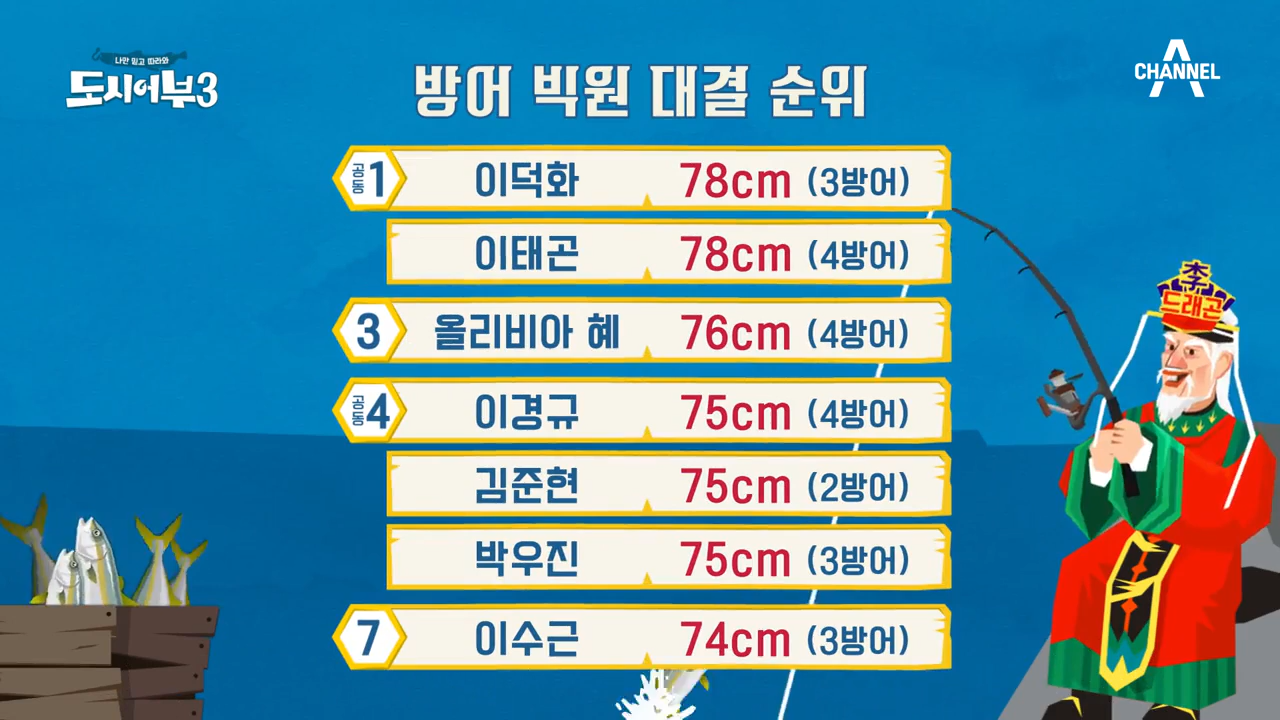 나만 믿고 따라와
도시어부3
CHANNEL A
방어 빅원 대결 순위
공동 1 이덕화 78cm (3방어)
이태곤 78cm (4방어)
3 올리비아 혜 76cm (4방어)
공동 4 이경규 75cm (4방어)
김준현 75cm (2방어)
박우진 75cm (3방어)
7 이수근 74cm (3방어)
李
드래곤